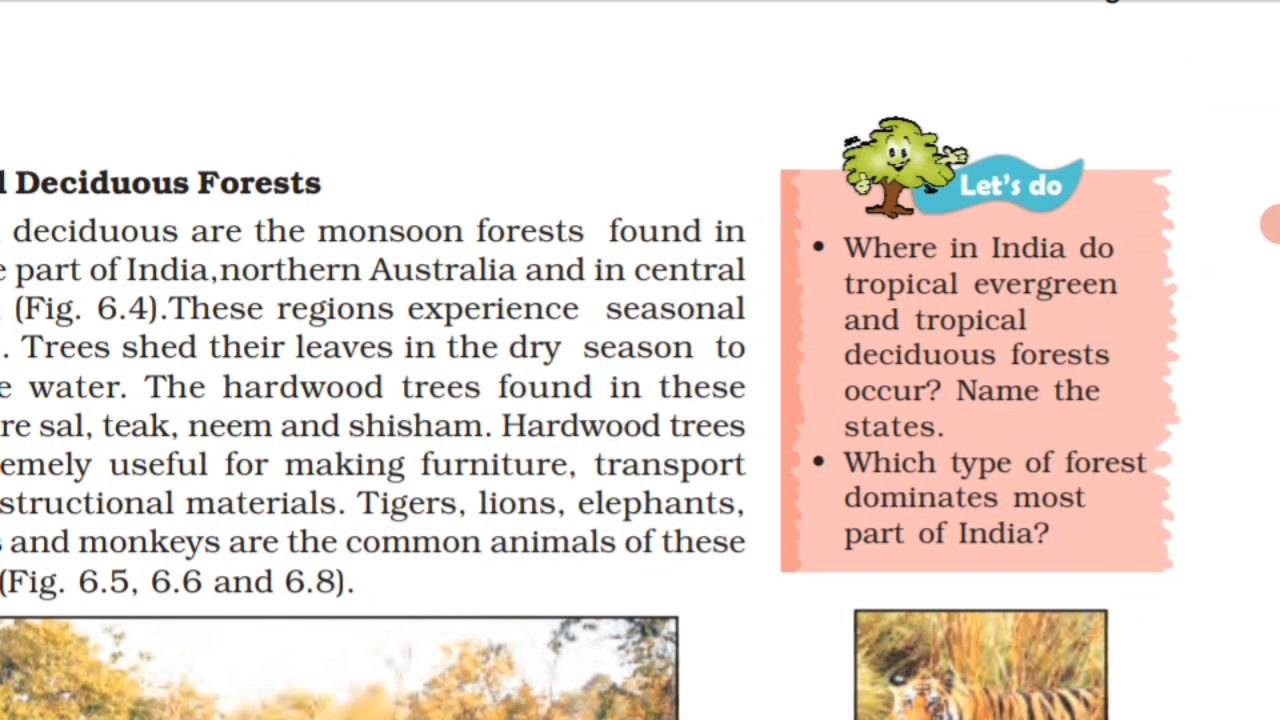 Deciduous Forests
deciduous are the monsoon forests found in
part of India,northern Australia and in central
(Fig. 6.4).These regions experience seasonal
. Trees shed their leaves in the dry season to
water. The hardwood trees found in these
re sal, teak, neem and shisham. Hardwood trees
emely useful for making furniture, transport
structional materials. Tigers, lions, elephants,
and monkeys are the common animals of these
(Fig. 6.5, 6.6 and 6.8).
Let's do
• Where in India do
tropical evergreen
and tropical
deciduous forests
occur? Name the
states.
• Which type of forest
dominates most
part of India?